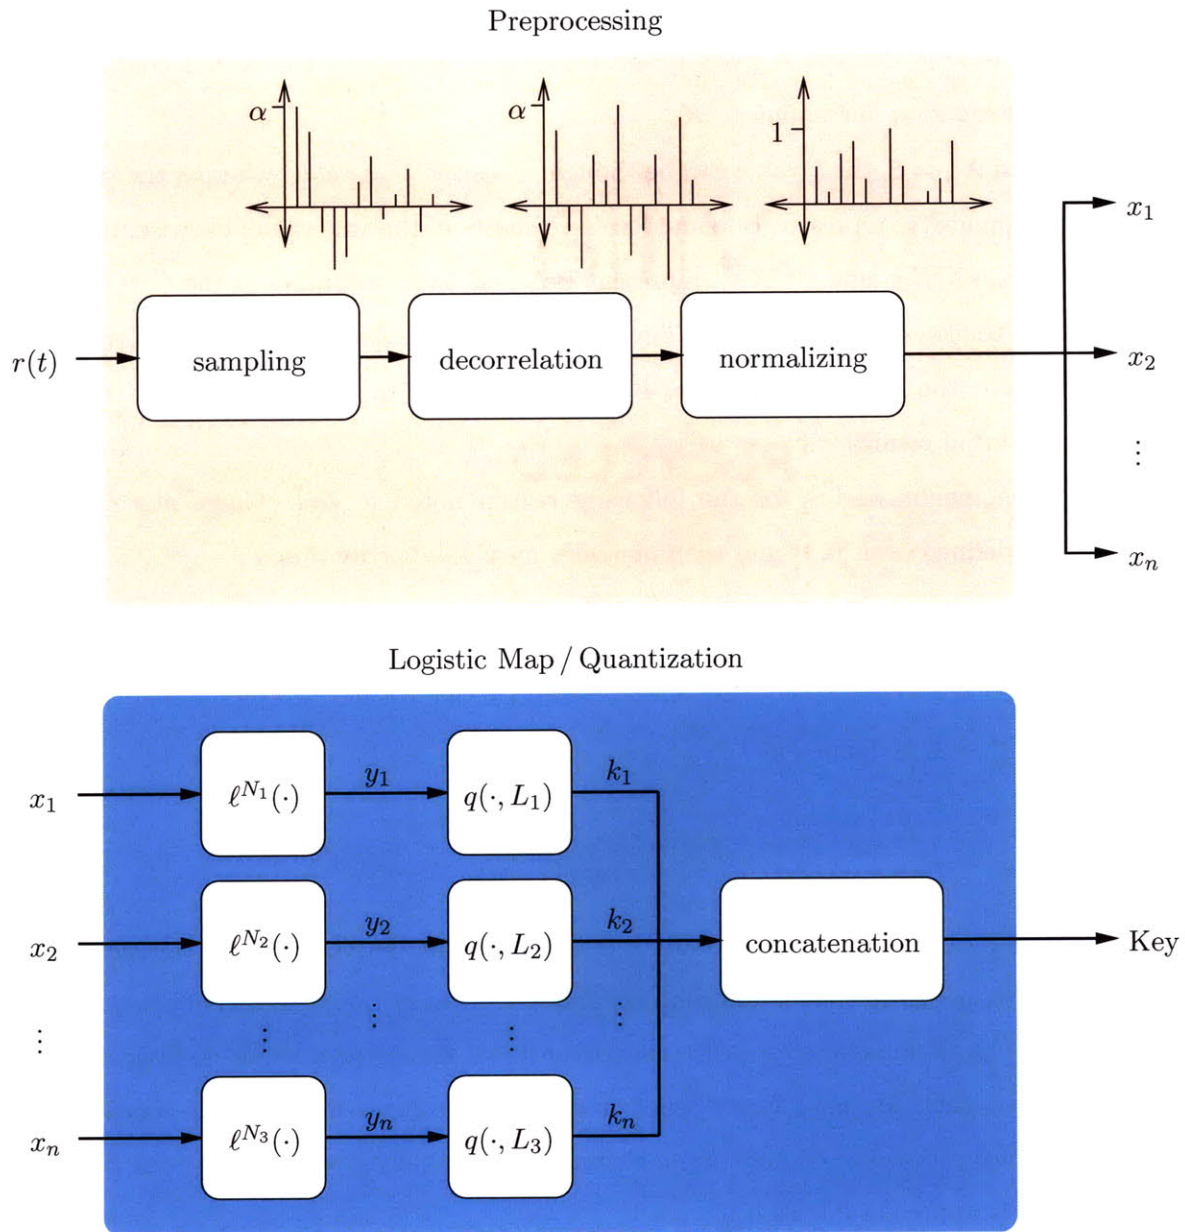 Preprocessing
α
α
1
x₁
r(t)
sampling
decorrelation
normalizing
x₂
⋮
xₙ
Logistic Map / Quantization
x₁
ℓ^{N₁}(·)
y₁
q(·, L₁)
k₁
x₂
ℓ^{N₂}(·)
y₂
q(·, L₂)
k₂
concatenation
Key
⋮
⋮
⋮
⋮
⋮
xₙ
ℓ^{N₃}(·)
yₙ
q(·, L₃)
kₙ